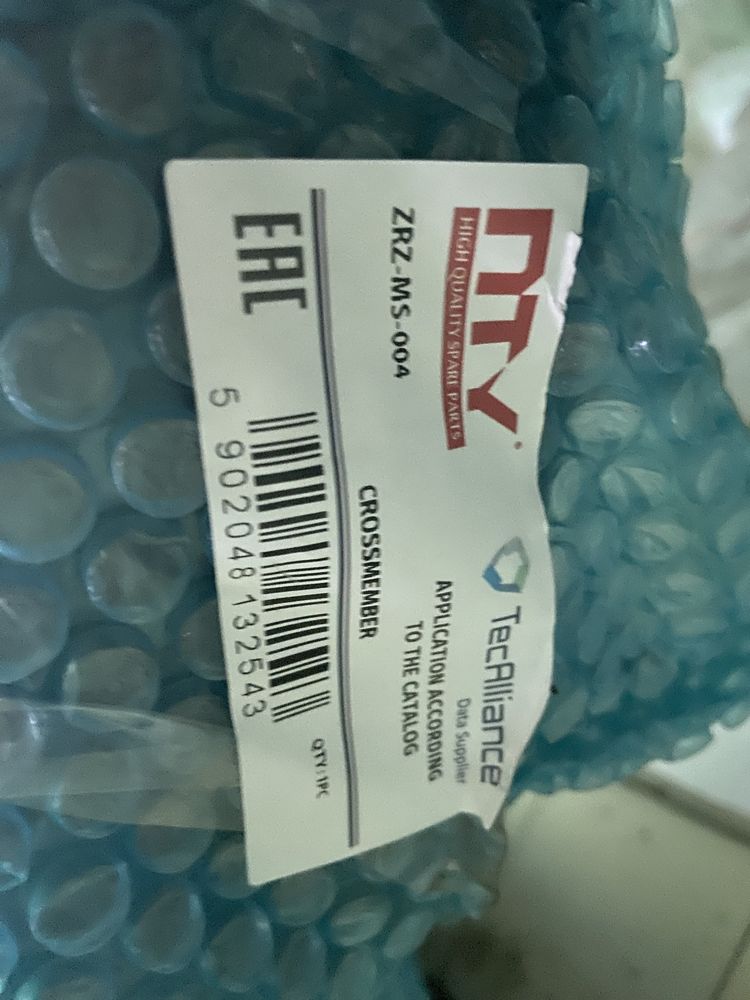 NTY®
HIGH QUALITY SPARE PARTS
TecAlliance
Data Supplier
APPLICATION ACCORDING
TO THE CATALOG
ZRZ-MS-004
CROSSMEMBER
EAC
QTY: 1PC
5 902048 132543